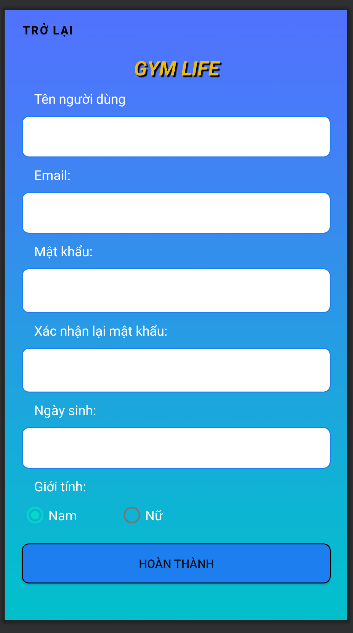 TRỞ LẠI
GYM LIFE
Tên người dùng
Email:
Mật khẩu:
Xác nhận lại mật khẩu:
Ngày sinh:
Giới tính:
Nam Nữ
HOÀN THÀNH